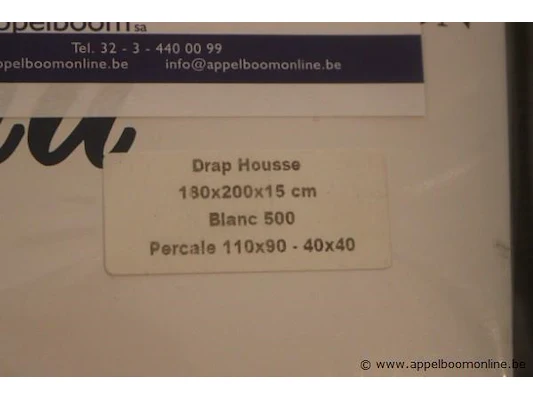 appelboom sa
Tel. 32 - 3 - 440 00 99
ppelboomonline.be info@appelboomonline.be
Drap Housse
180x200x15 cm
Blanc 500
Percale 110x90 - 40x40
© www.appelboomonline.be